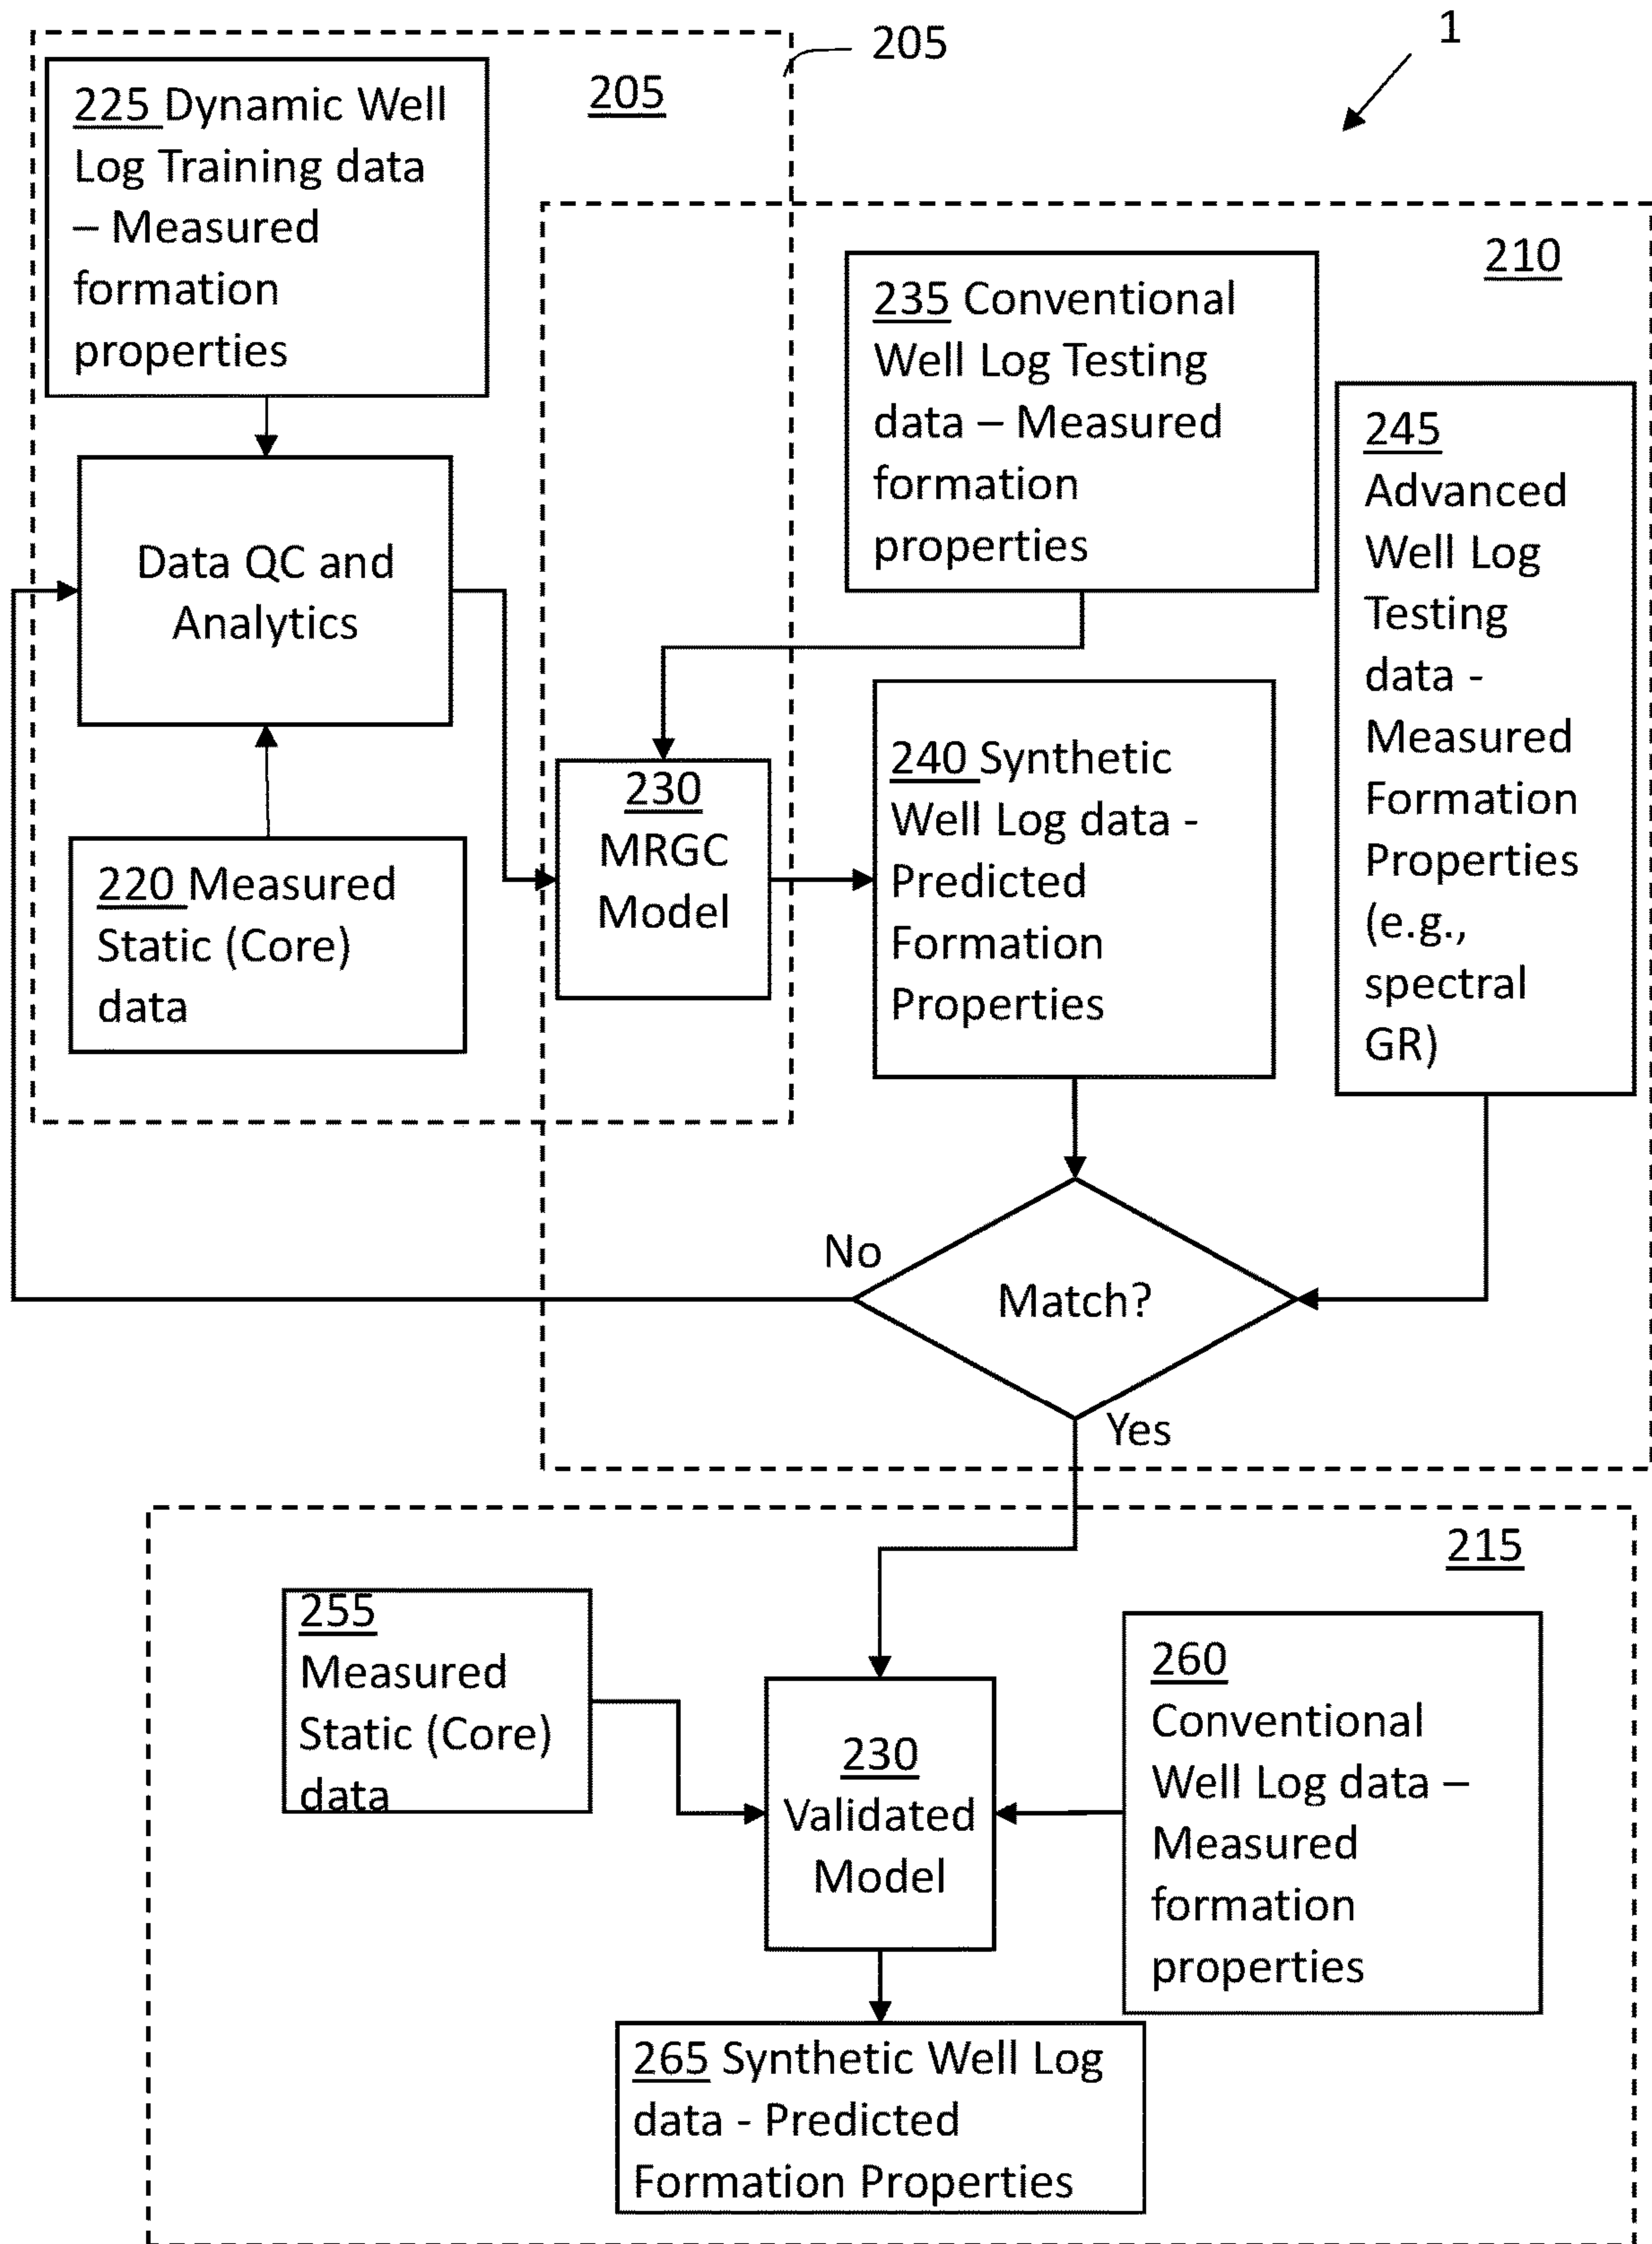 1
205
205
225 Dynamic Well
Log Training data
– Measured
formation
properties
210
235 Conventional
Well Log Testing
data – Measured
formation
properties
245
Advanced
Well Log
Testing
data -
Measured
Formation
Properties
(e.g.,
spectral
GR)
Data QC and
Analytics
220 Measured
Static (Core)
data
230
MRGC
Model
240 Synthetic
Well Log data -
Predicted
Formation
Properties
No
Match?
Yes
215
255
Measured
Static (Core)
data
230
Validated
Model
260
Conventional
Well Log data –
Measured
formation
properties
265 Synthetic Well Log
data - Predicted
Formation Properties